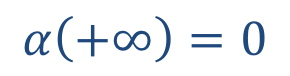 α(+∞) = 0